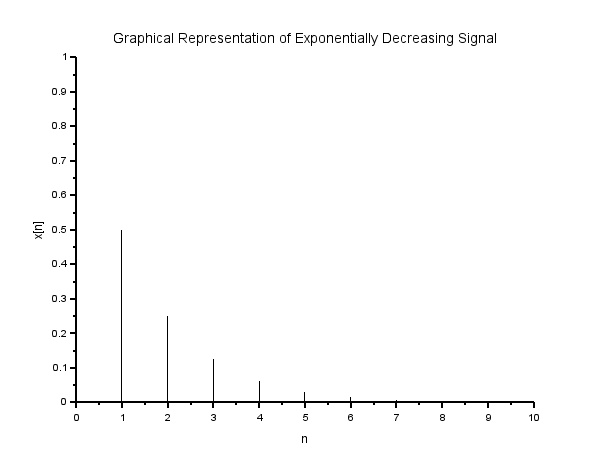 Graphical Representation of Exponentially Decreasing Signal
1
0.9
0.8
0.7
0.6
0.5
0.4
0.3
0.2
0.1
0
x[n]
0 1 2 3 4 5 6 7 8 9 10
n